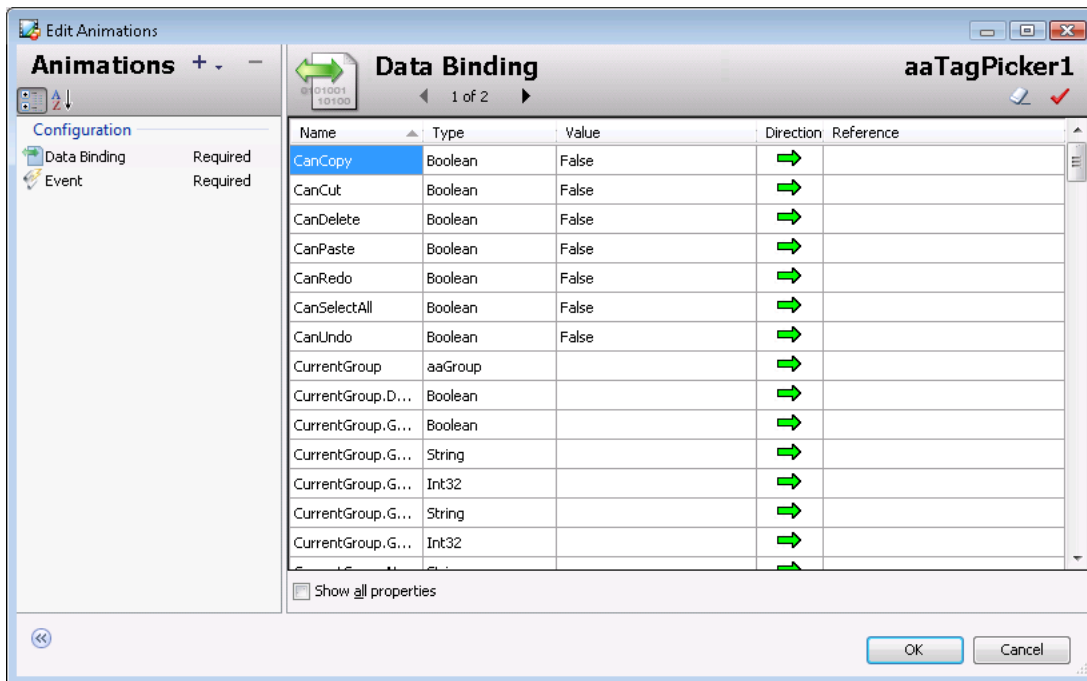 Edit Animations
Animations
Data Binding
aaTagPicker1
1 of 2
0101001
10100
Configuration
Data Binding Required
Event Required
Name Type Value Direction Reference
CanCopy Boolean False
CanCut Boolean False
CanDelete Boolean False
CanPaste Boolean False
CanRedo Boolean False
CanSelectAll Boolean False
CanUndo Boolean False
CurrentGroup aaGroup
CurrentGroup.D... Boolean
CurrentGroup.G... Boolean
CurrentGroup.G... String
CurrentGroup.G... Int32
CurrentGroup.G... String
CurrentGroup.G... Int32
Show all properties
OK Cancel